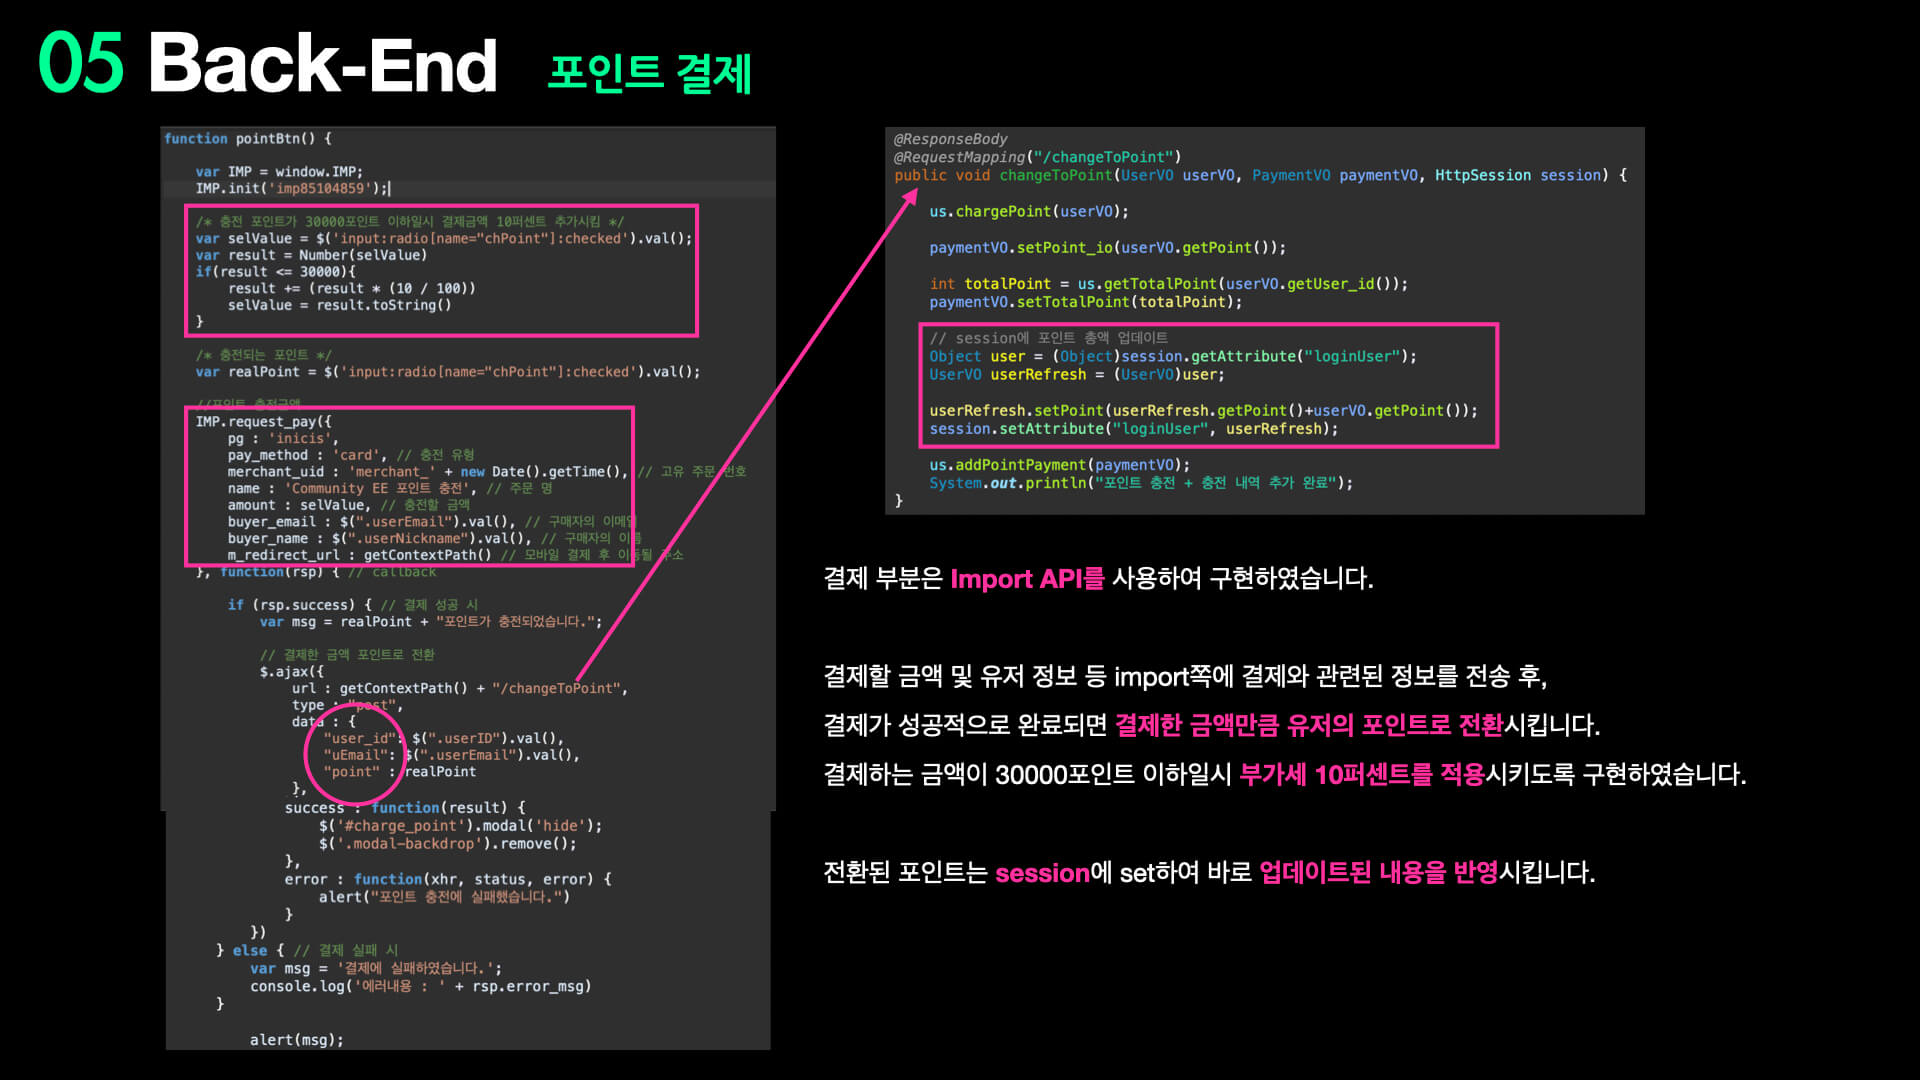 05 Back-End 포인트 결제
function pointBtn() {
var IMP = window.IMP;
IMP.init('imp85104859');
/* 충전 포인트가 30000포인트 이하일시 결제금액 10퍼센트 추가시킴 */
var selValue = $('input:radio[name="chPoint"]:checked').val();
var result = Number(selValue)
if(result <= 30000){
result += (result * (10 / 100))
selValue = result.toString()
}
/* 충전되는 포인트 */
var realPoint = $('input:radio[name="chPoint"]:checked').val();
//포인트 충전금액
IMP.request_pay({
pg : 'inicis',
pay_method : 'card', // 충전 유형
merchant_uid : 'merchant_' + new Date().getTime(), // 고유 주문 번호
name : 'Community EE 포인트 충전', // 주문 명
amount : selValue, // 충전할 금액
buyer_email : $(".userEmail").val(), // 구매자의 이메일
buyer_name : $(".userNickname").val(), // 구매자의 이름
m_redirect_url : getContextPath() // 모바일 결제 후 이동될 주소
}, function(rsp) { // callback
if (rsp.success) { // 결제 성공 시
var msg = realPoint + "포인트가 충전되었습니다.";
// 결제한 금액 포인트로 전환
$.ajax({
url : getContextPath() + "/changeToPoint",
type : "post",
data : {
"user_id": $(".userID").val(),
"uEmail": $(".userEmail").val(),
"point" : realPoint
},
success : function(result) {
$('#charge_point').modal('hide');
$('.modal-backdrop').remove();
},
error : function(xhr, status, error) {
alert("포인트 충전에 실패했습니다.")
}
})
} else { // 결제 실패 시
var msg = '결제에 실패하였습니다.';
console.log('에러내용 : ' + rsp.error_msg)
}
alert(msg);
@ResponseBody
@RequestMapping("/changeToPoint")
public void changeToPoint(UserVO userVO, PaymentVO paymentVO, HttpSession session) {
us.chargePoint(userVO);
paymentVO.setPoint_io(userVO.getPoint());
int totalPoint = us.getTotalPoint(userVO.getUser_id());
paymentVO.setTotalPoint(totalPoint);
// session에 포인트 총액 업데이트
Object user = (Object)session.getAttribute("loginUser");
UserVO userRefresh = (UserVO)user;
userRefresh.setPoint(userRefresh.getPoint()+userVO.getPoint());
session.setAttribute("loginUser", userRefresh);
us.addPointPayment(paymentVO);
System.out.println("포인트 충전 + 충전 내역 추가 완료");
}
결제 부분은 Import API를 사용하여 구현하였습니다.
결제할 금액 및 유저 정보 등 import쪽에 결제와 관련된 정보를 전송 후,
결제가 성공적으로 완료되면 결제한 금액만큼 유저의 포인트로 전환시킵니다.
결제하는 금액이 30000포인트 이하일시 부가세 10퍼센트를 적용시키도록 구현하였습니다.
전환된 포인트는 session에 set하여 바로 업데이트된 내용을 반영시킵니다.